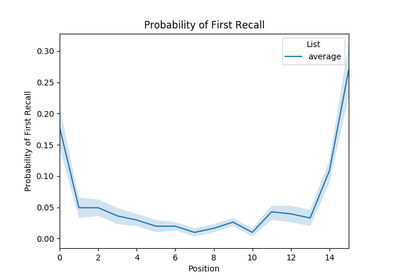 Probability of First Recall
List
average
0.30
0.25
0.20
0.15
0.10
0.05
0.00
Probability of First Recall
0 2 4 6 8 10 12 14
Position